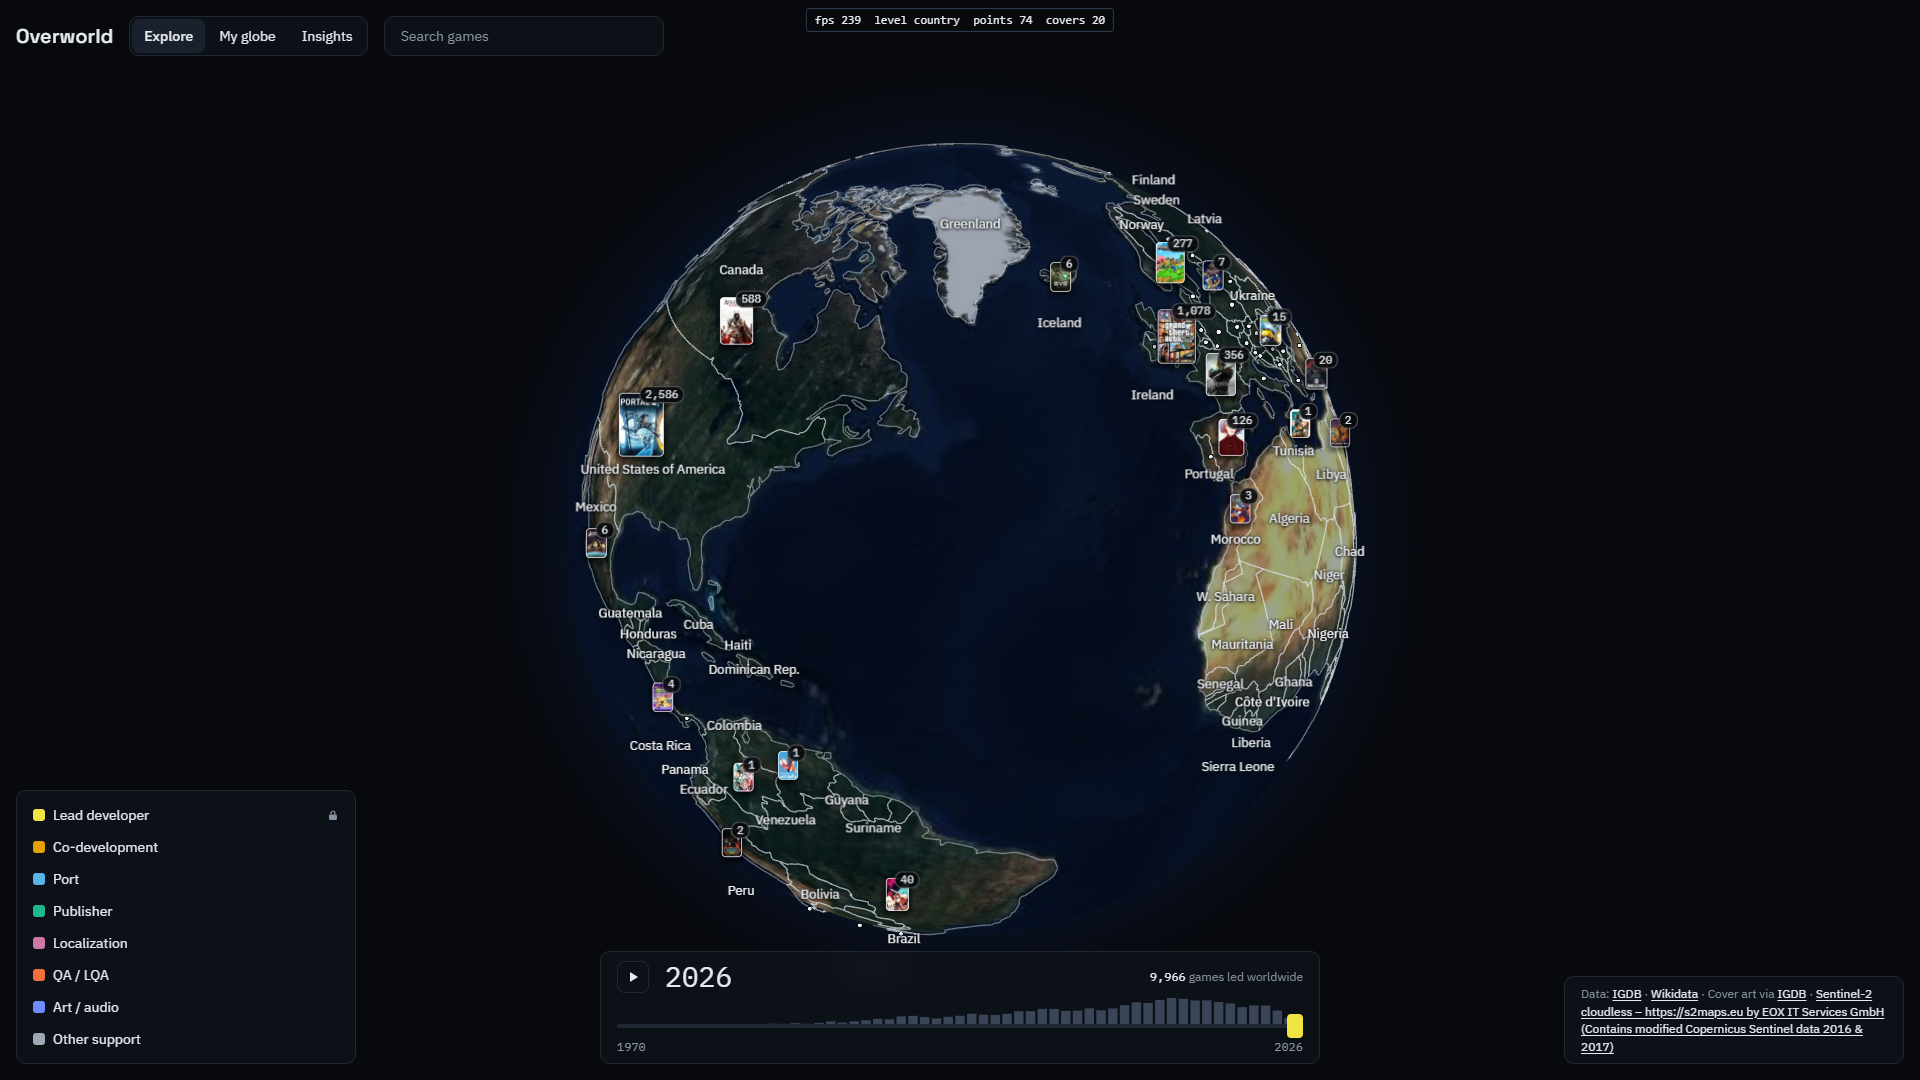 Overworld
Explore
My globe
Insights
Search games
fps 239 level country points 74 covers 20
Finland
Sweden
Latvia
Norway
Greenland
277
7
6
Canada
Ukraine
588
1,078
15
Iceland
356
20
Ireland
2,586
PORTAL 2
grand theft auto
EVE
126
1
2
Tunisia
United States of America
Portugal
Libya
Mexico
3
Algeria
6
Morocco
Chad
Niger
W. Sahara
Guatemala
Cuba
Mali
Honduras
Nigeria
Haiti
Mauritania
Nicaragua
Dominican Rep.
4
Senegal
Ghana
Côte d'Ivoire
Guinea
Colombia
Costa Rica
Liberia
1
1
Panama
Sierra Leone
Ecuador
Guyana
Venezuela
Suriname
2
Peru
Bolivia
40
Brazil
Lead developer
Co-development
Port
Publisher
Localization
QA / LQA
Art / audio
Other support
2026
9,966 games led worldwide
1970
2026
Data: IGDB · Wikidata · Cover art via IGDB · Sentinel-2
cloudless – https://s2maps.eu by EOX IT Services GmbH
(Contains modified Copernicus Sentinel data 2016 &
2017)